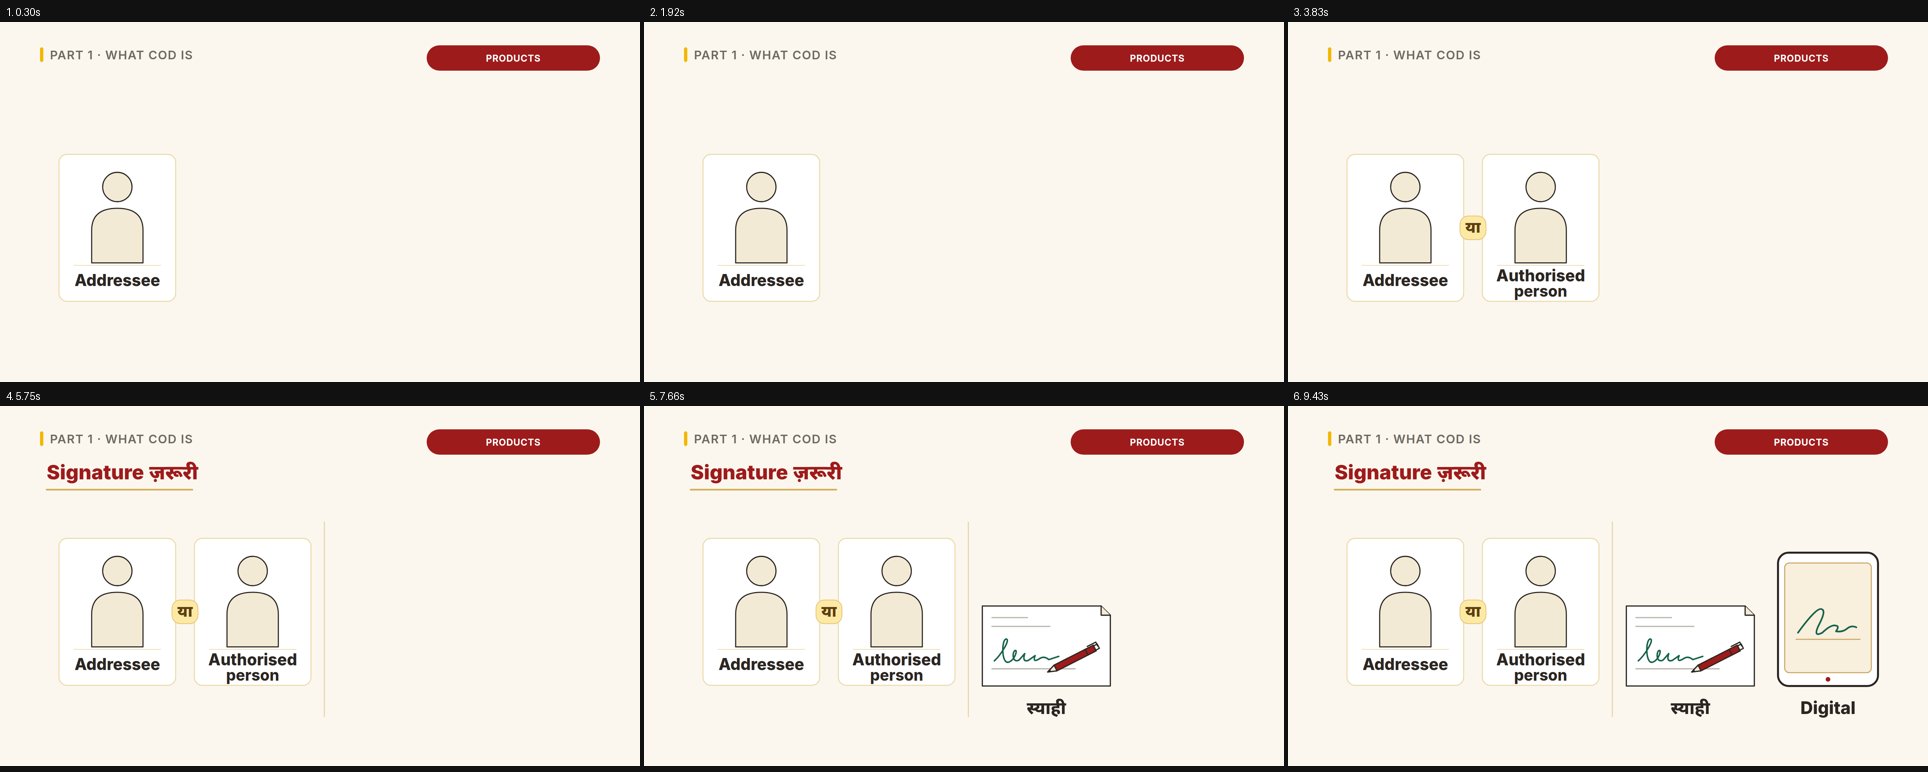 1. 0.30s
PART 1 · WHAT COD IS
PRODUCTS
Addressee
2. 1.92s
PART 1 · WHAT COD IS
PRODUCTS
Addressee
3. 3.83s
PART 1 · WHAT COD IS
PRODUCTS
Addressee
या
Authorised
person
4. 5.75s
PART 1 · WHAT COD IS
PRODUCTS
Signature ज़रूरी
Addressee
या
Authorised
person
5. 7.66s
PART 1 · WHAT COD IS
PRODUCTS
Signature ज़रूरी
Addressee
या
Authorised
person
स्याही
6. 9.43s
PART 1 · WHAT COD IS
PRODUCTS
Signature ज़रूरी
Addressee
या
Authorised
person
स्याही
Digital